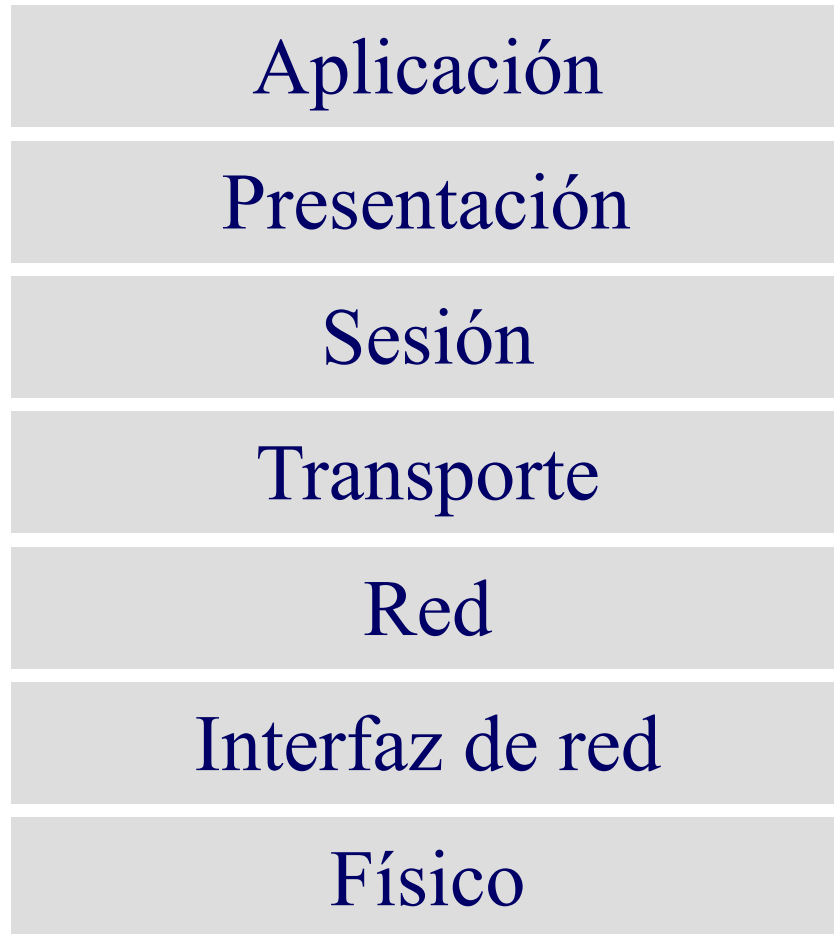 Aplicación
Presentación
Sesión
Transporte
Red
Interfaz de red
Físico